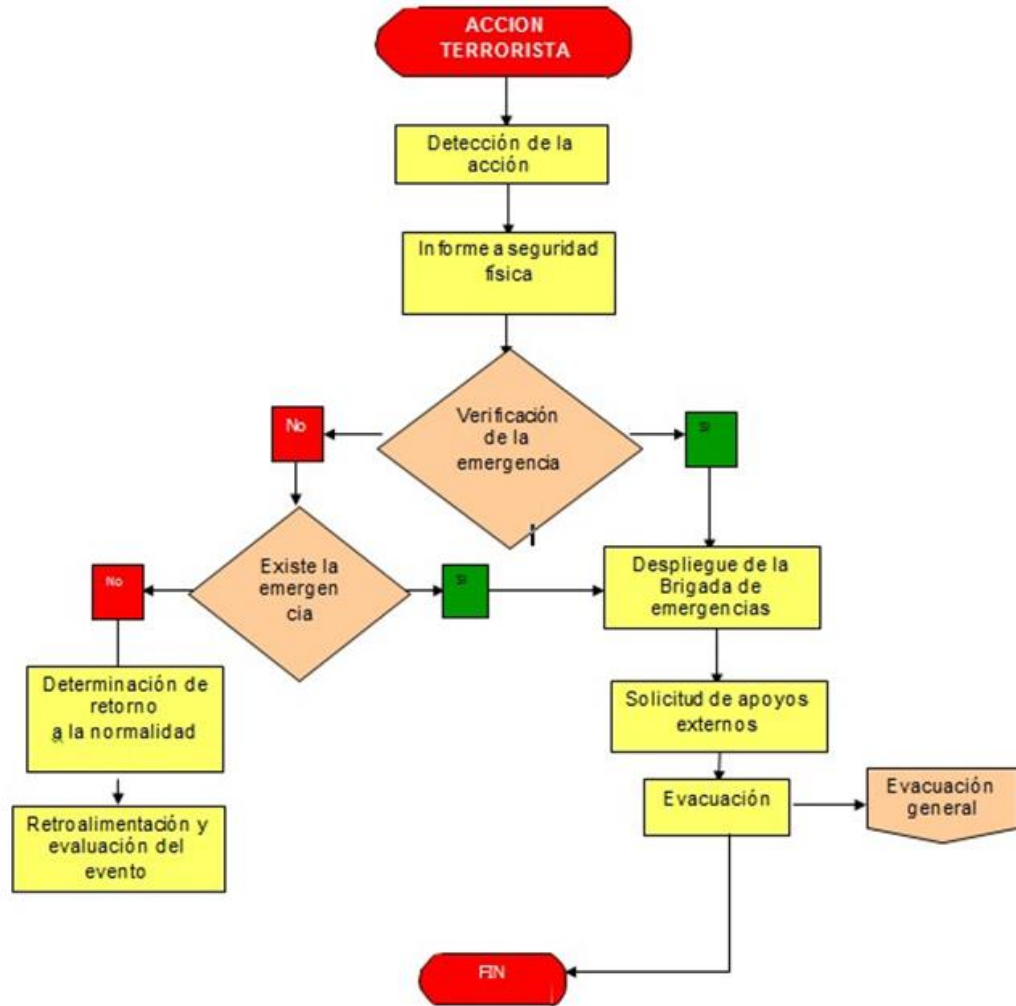 ACCION
TERRORISTA
Detección de la
acción
Informe a seguridad
física
Verificación
de la
emergencia
No
SI
Existe la
emergen
cia
No
SI
Despliegue de la
Brigada de
emergencias
Determinación de
retorno
a la normalidad
Solicitud de apoyos
externos
Retroalimentación y
evaluación del
evento
Evacuación
Evacuación
general
FIN